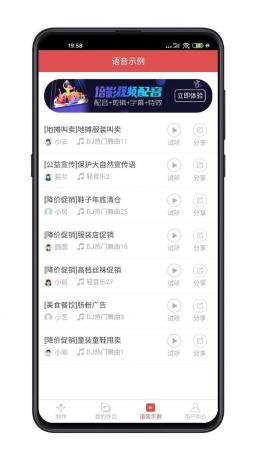 19:58
语音示例
培影视频配音
配音+剪辑+字幕+特效
立即体验
[地摊叫卖]地摊服装叫卖
小云 DJ热门舞曲11
试听 分享
[公益宣传]保护大自然宣传语
若兮 轻音乐2
试听 分享
[降价促销]鞋子年底清仓
小风 DJ热门舞曲25
试听 分享
[降价促销]服装店促销
圆圆 DJ热门舞曲16
试听 分享
[降价促销]高档丝袜促销
小丽 轻音乐27
试听 分享
[美食餐饮]肠粉广告
小艺 DJ热门舞曲3
试听 分享
[降价促销]童装童鞋甩卖
小刚 DJ热门舞曲1
试听 分享
制作 我的作品 语音示例 用户中心